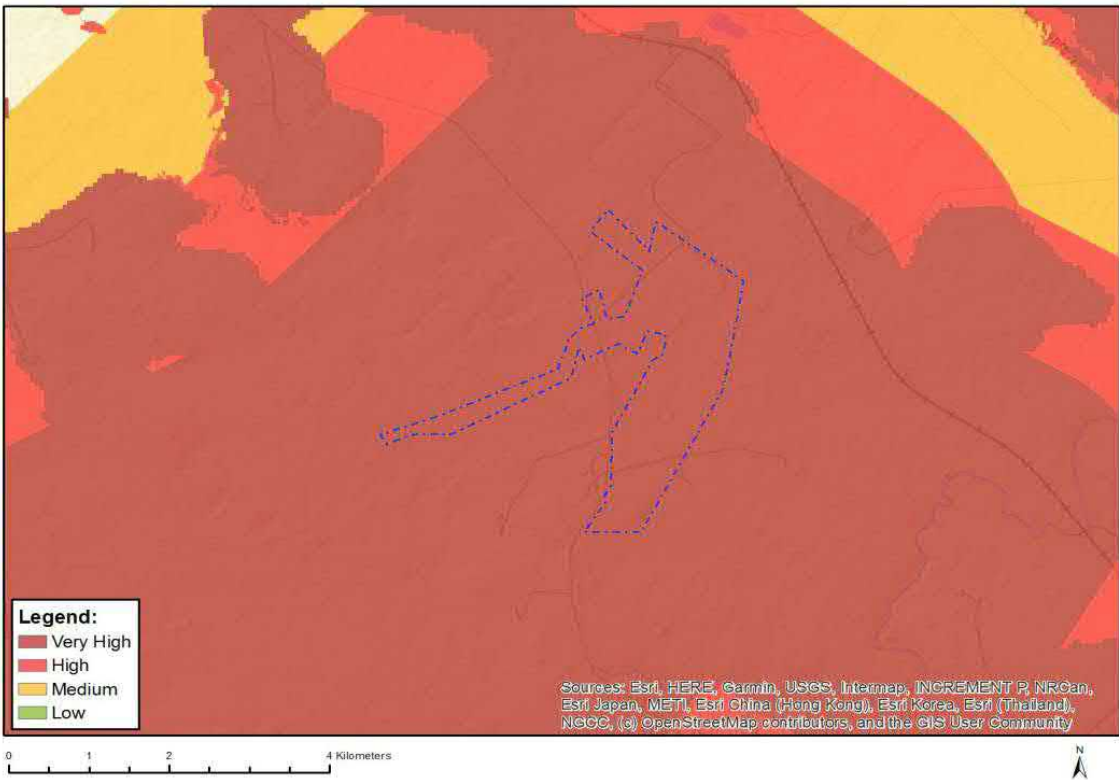 Legend:
Very High
High
Medium
Low
Sources: Esri, HERE, Garmin, USGS, Intermap, INCREMENT P, NRCan,
Esri Japan, METI, Esri China (Hong Kong), Esri Korea, Esri (Thailand),
NGCC, (c) OpenStreetMap contributors, and the GIS User Community
0 1 2 4 Kilometers
N